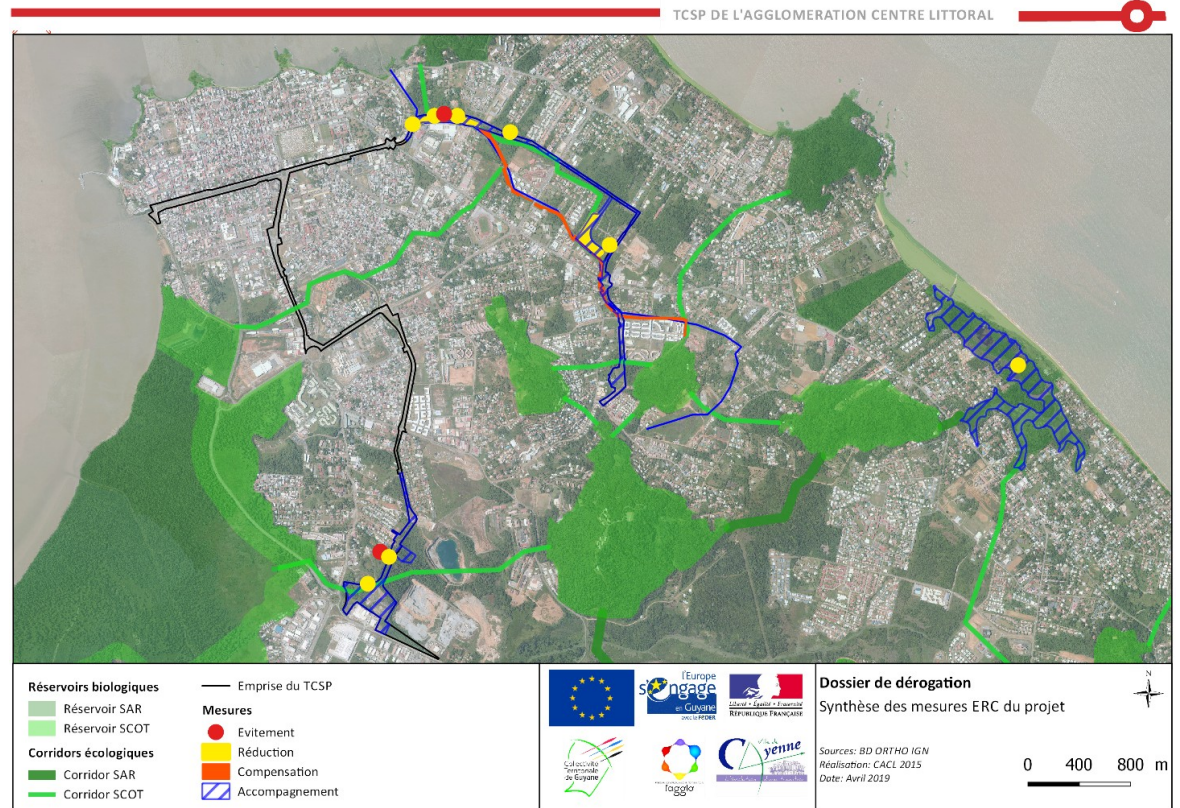 TCSP DE L'AGGLOMERATION CENTRE LITTORAL
Réservoirs biologiques
Réservoir SAR
Réservoir SCOT
Corridors écologiques
Corridor SAR
Corridor SCOT
Emprise du TCSP
Mesures
Evitement
Réduction
Compensation
Accompagnement
l'Europe
s'engage
en Guyane
avec le FEDER
Liberté • Égalité • Fraternité
RÉPUBLIQUE FRANÇAISE
Collectivité
Territoriale
de Guyane
l'agglo
Ville de
Cayenne
Dossier de dérogation
Synthèse des mesures ERC du projet
N
Sources: BD ORTHO IGN
Réalisation: CACL 2015
Date: Avril 2019
0 400 800 m